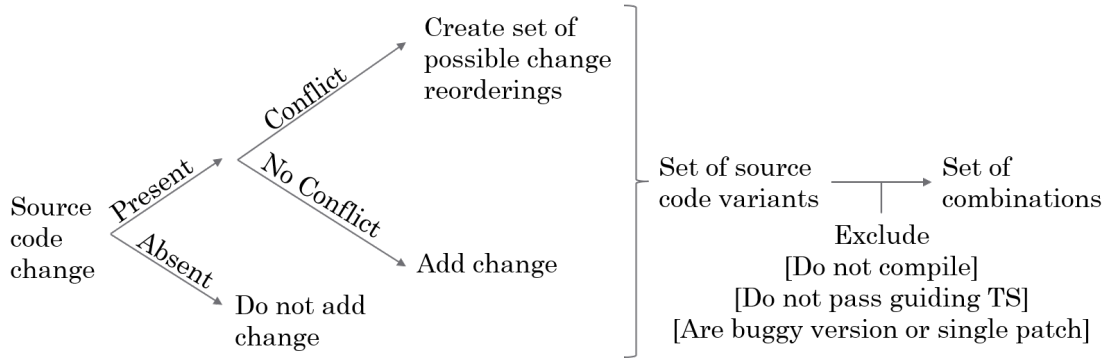 Create set of
possible change
reorderings
Conflict
No Conflict
Present
Absent
Source
code
change
Add change
Do not add
change
Set of source
code variants
Set of
combinations
Exclude
[Do not compile]
[Do not pass guiding TS]
[Are buggy version or single patch]